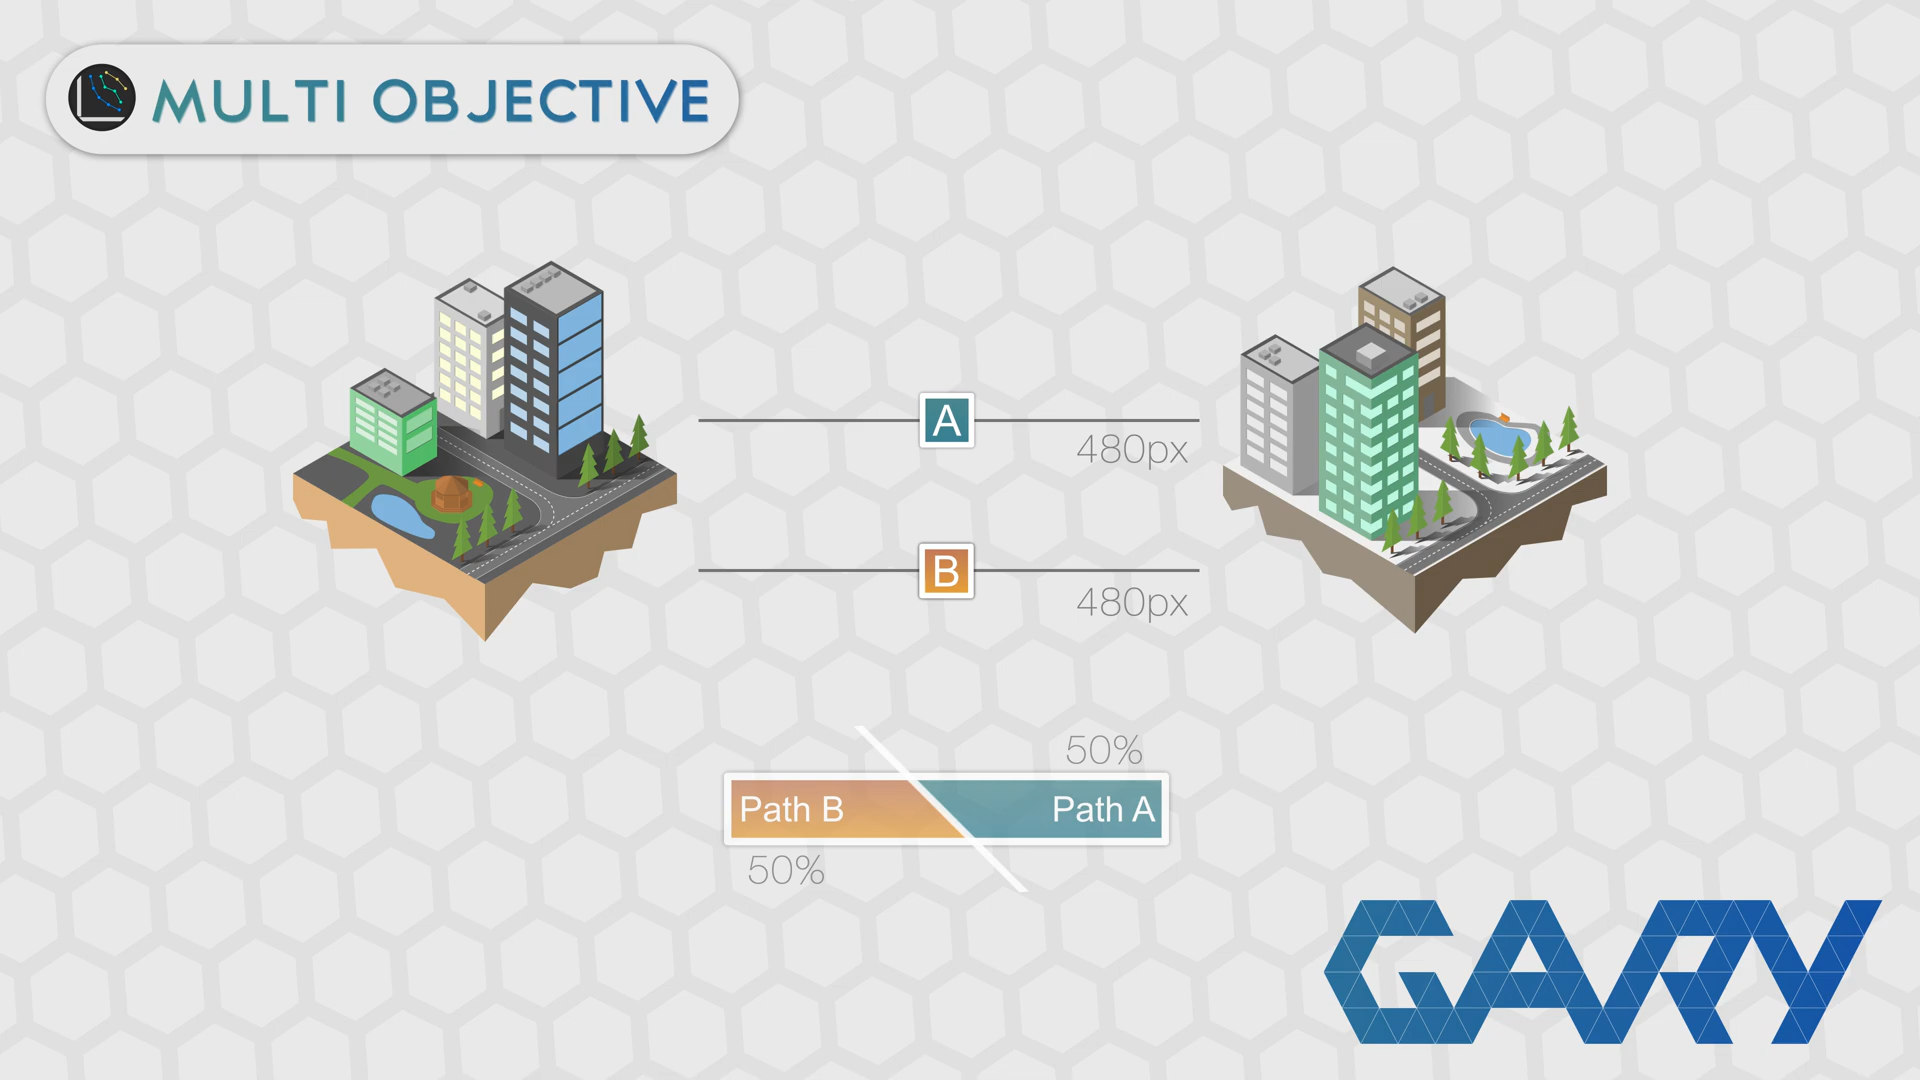 MULTI OBJECTIVE
A
480px
B
480px
50%
Path B
Path A
50%
GARY